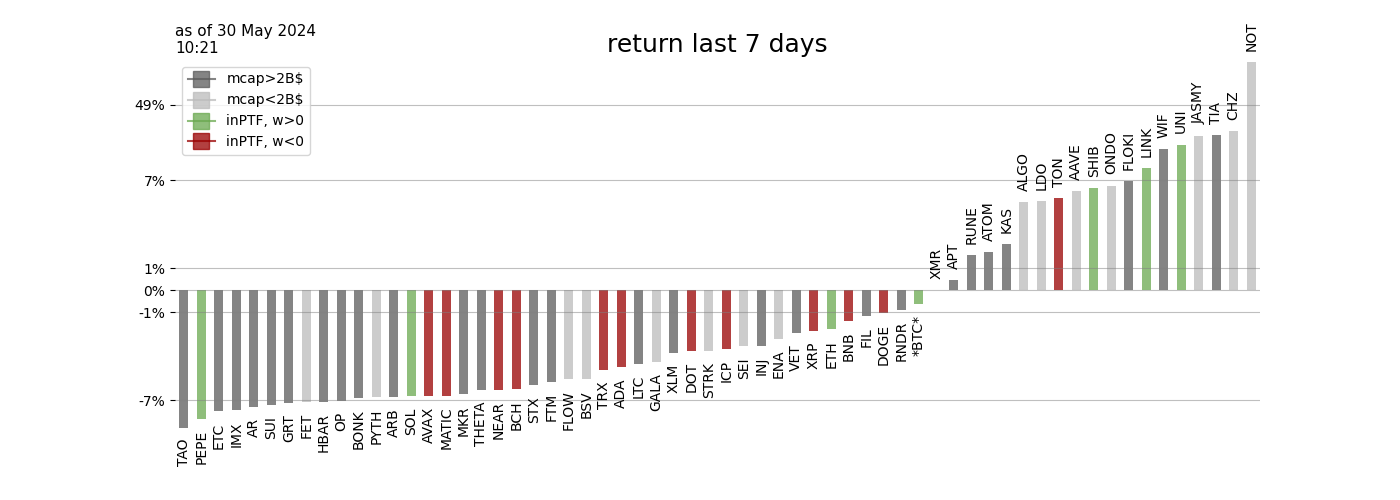 as of 30 May 2024
10:21
return last 7 days
mcap>2B$
mcap<2B$
inPTF, w>0
inPTF, w<0
49%
7%
1%
0%
-1%
-7%
TAO
PEPE
ETC
IMX
AR
SUI
GRT
FET
HBAR
OP
BONK
PYTH
ARB
SOL
AVAX
MATIC
MKR
THETA
NEAR
BCH
STX
FTM
FLOW
BSV
TRX
ADA
LTC
GALA
XLM
DOT
STRK
ICP
SEI
INJ
ENA
VET
XRP
ETH
BNB
FIL
DOGE
RNDR
*BTC*
XMR
APT
RUNE
ATOM
KAS
ALGO
LDO
TON
AAVE
SHIB
ONDO
FLOKI
LINK
WIF
UNI
JASMY
TIA
CHZ
NOT